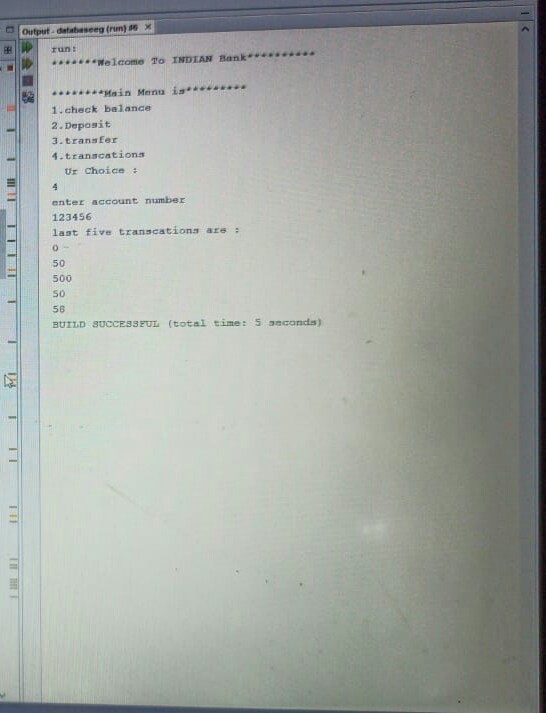 Output - databaseeg (run) #6 ×
run:
*******Welcome To INDIAN Bank**********
********Main Menu is*********
1.check balance
2.Deposit
3.transfer
4.transcations
Ur Choice :
4
enter account number
123456
last five transcations are :
0
50
500
50
58
BUILD SUCCESSFUL (total time: 5 seconds)